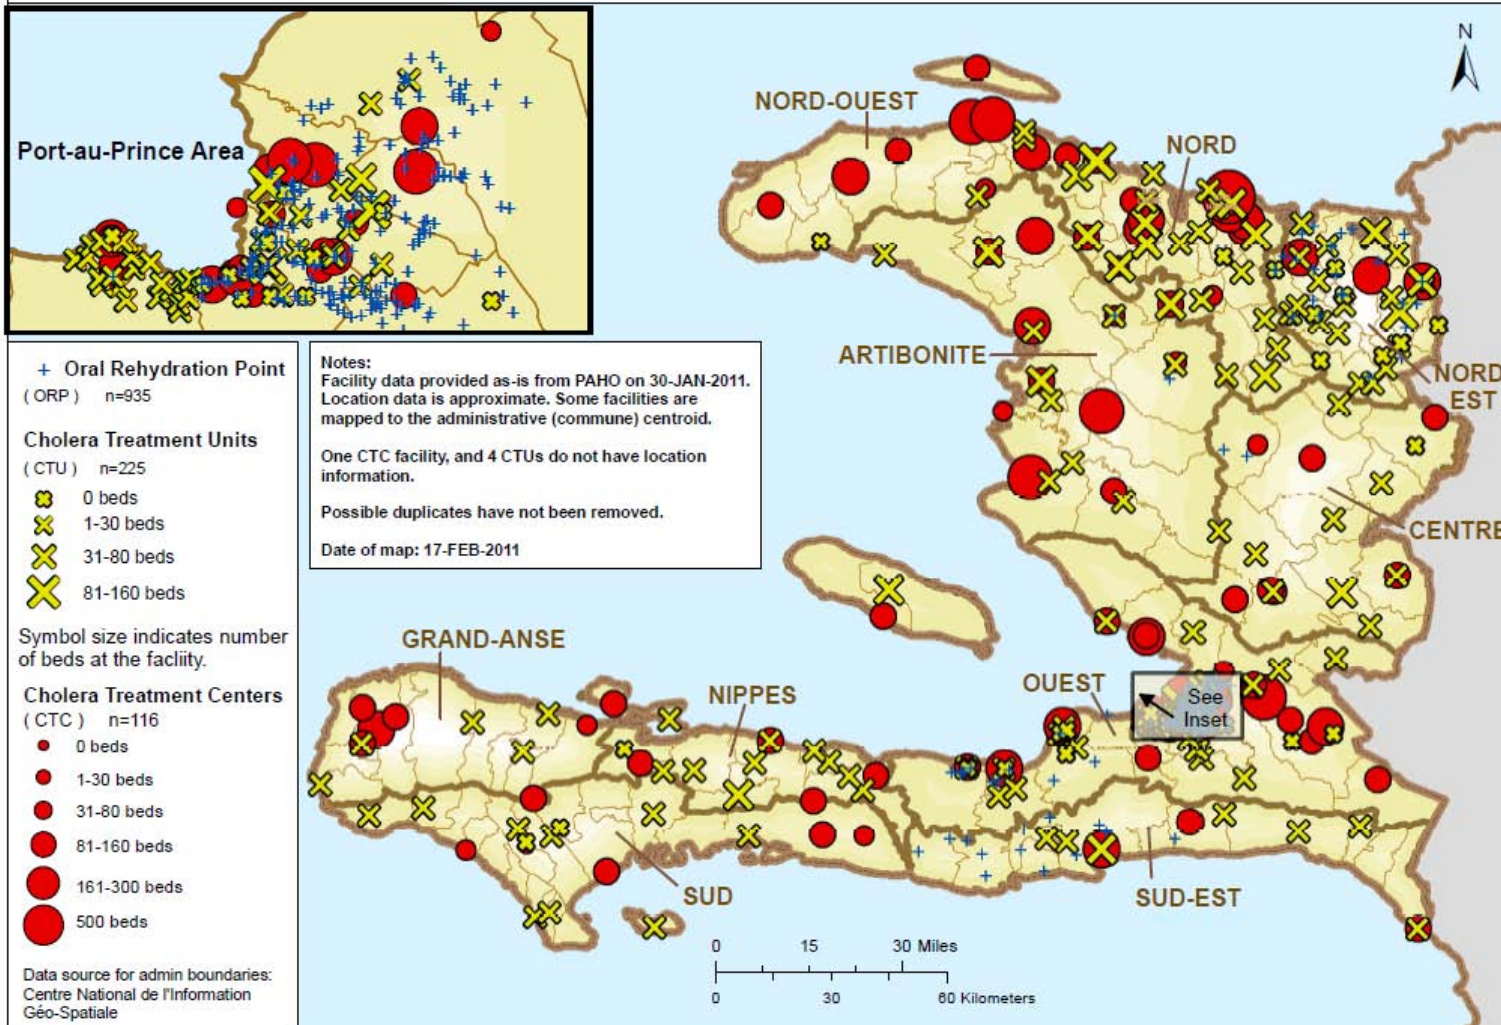 Port-au-Prince Area
Oral Rehydration Point
( ORP ) n=935
Cholera Treatment Units
( CTU ) n=225
0 beds
1-30 beds
31-80 beds
81-160 beds
Symbol size indicates number
of beds at the facliity.
Cholera Treatment Centers
( CTC ) n=116
0 beds
1-30 beds
31-80 beds
81-160 beds
161-300 beds
500 beds
Data source for admin boundaries:
Centre National de l'Information
Géo-Spatiale
Notes:
Facility data provided as-is from PAHO on 30-JAN-2011.
Location data is approximate. Some facilities are
mapped to the administrative (commune) centroid.
One CTC facility, and 4 CTUs do not have location
information.
Possible duplicates have not been removed.
Date of map: 17-FEB-2011
N
NORD-OUEST
NORD
ARTIBONITE
NORD
EST
CENTRE
GRAND-ANSE
NIPPES
OUEST
See
Inset
SUD
SUD-EST
0 15 30 Miles
0 30 60 Kilometers